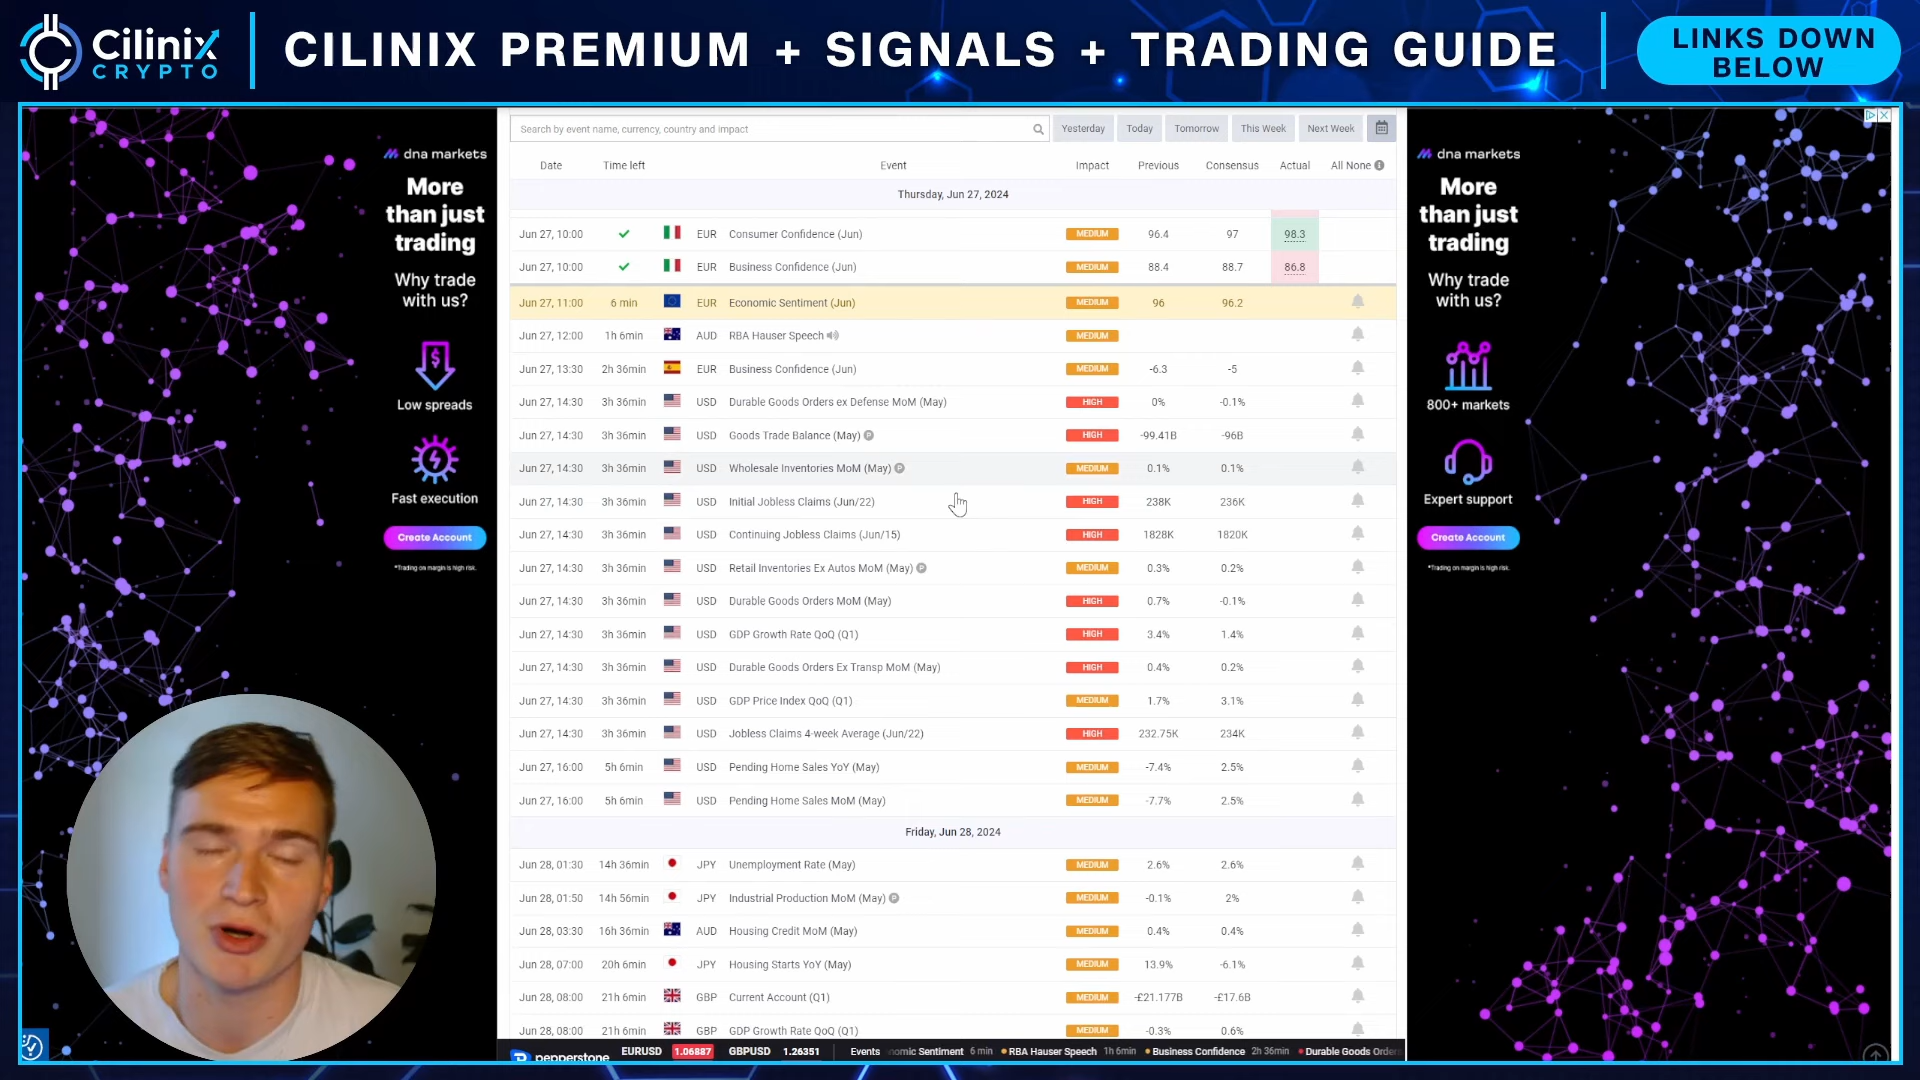 Cilinix
CRYPTO
CILINIX PREMIUM + SIGNALS + TRADING GUIDE
LINKS DOWN
BELOW
dna markets
More
than just
trading
Why trade
with us?
Low spreads
Fast execution
Create Account
*Trading on margin is high risk.
Search by event name, currency, country and impact
Yesterday Today Tomorrow This Week Next Week
Date Time left Event Impact Previous Consensus Actual All None
Thursday, Jun 27, 2024
Jun 27, 10:00 EUR Consumer Confidence (Jun) MEDIUM 96.4 97 98.3
Jun 27, 10:00 EUR Business Confidence (Jun) MEDIUM 88.4 88.7 86.8
Jun 27, 11:00 6 min EUR Economic Sentiment (Jun) MEDIUM 96 96.2
Jun 27, 12:00 1h 6min AUD RBA Hauser Speech MEDIUM
Jun 27, 13:30 2h 36min EUR Business Confidence (Jun) MEDIUM -6.3 -5
Jun 27, 14:30 3h 36min USD Durable Goods Orders ex Defense MoM (May) HIGH 0% -0.1%
Jun 27, 14:30 3h 36min USD Goods Trade Balance (May) P HIGH -99.41B -96B
Jun 27, 14:30 3h 36min USD Wholesale Inventories MoM (May) P MEDIUM 0.1% 0.1%
Jun 27, 14:30 3h 36min USD Initial Jobless Claims (Jun/22) HIGH 238K 236K
Jun 27, 14:30 3h 36min USD Continuing Jobless Claims (Jun/15) HIGH 1828K 1820K
Jun 27, 14:30 3h 36min USD Retail Inventories Ex Autos MoM (May) P MEDIUM 0.3% 0.2%
Jun 27, 14:30 3h 36min USD Durable Goods Orders MoM (May) HIGH 0.7% -0.1%
Jun 27, 14:30 3h 36min USD GDP Growth Rate QoQ (Q1) HIGH 3.4% 1.4%
Jun 27, 14:30 3h 36min USD Durable Goods Orders Ex Transp MoM (May) HIGH 0.4% 0.2%
Jun 27, 14:30 3h 36min USD GDP Price Index QoQ (Q1) MEDIUM 1.7% 3.1%
Jun 27, 14:30 3h 36min USD Jobless Claims 4-week Average (Jun/22) HIGH 232.75K 234K
Jun 27, 16:00 5h 6min USD Pending Home Sales YoY (May) MEDIUM -7.4% 2.5%
Jun 27, 16:00 5h 6min USD Pending Home Sales MoM (May) MEDIUM -7.7% 2.5%
Friday, Jun 28, 2024
Jun 28, 01:30 14h 36min JPY Unemployment Rate (May) MEDIUM 2.6% 2.6%
Jun 28, 01:50 14h 56min JPY Industrial Production MoM (May) P MEDIUM -0.1% 2%
Jun 28, 03:30 16h 36min AUD Housing Credit MoM (May) MEDIUM 0.4% 0.4%
Jun 28, 07:00 20h 6min JPY Housing Starts YoY (May) MEDIUM 13.9% -6.1%
Jun 28, 08:00 21h 6min GBP Current Account (Q1) MEDIUM -£21.177B -£17.6B
Jun 28, 08:00 21h 6min GBP GDP Growth Rate QoQ (Q1) MEDIUM -0.3% 0.6%
pepperstone EURUSD 1.06887 GBPUSD 1.26351 Events omic Sentiment 6 min RBA Hauser Speech 1h 6min Business Confidence 2h 36min Durable Goods Order
dna markets
More
than just
trading
Why trade
with us?
800+ markets
Expert support
Create Account
*Trading on margin is high risk.